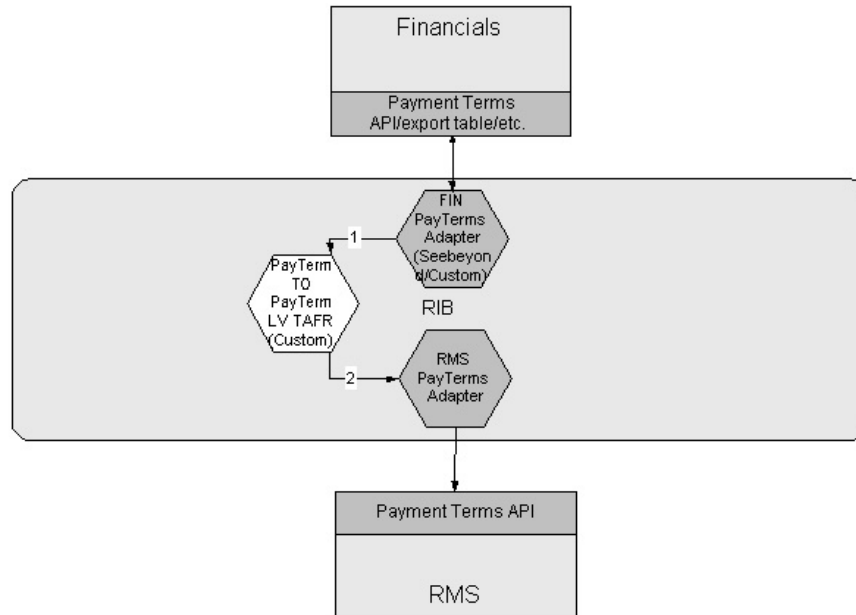 Financials
Payment Terms
API/export table/etc.
FIN
PayTerms
Adapter
(Seebeyon
d/Custom)
1
PayTerm
TO
PayTerm
LV TAFR
(Custom)
RIB
RMS
PayTerms
Adapter
2
Payment Terms API
RMS